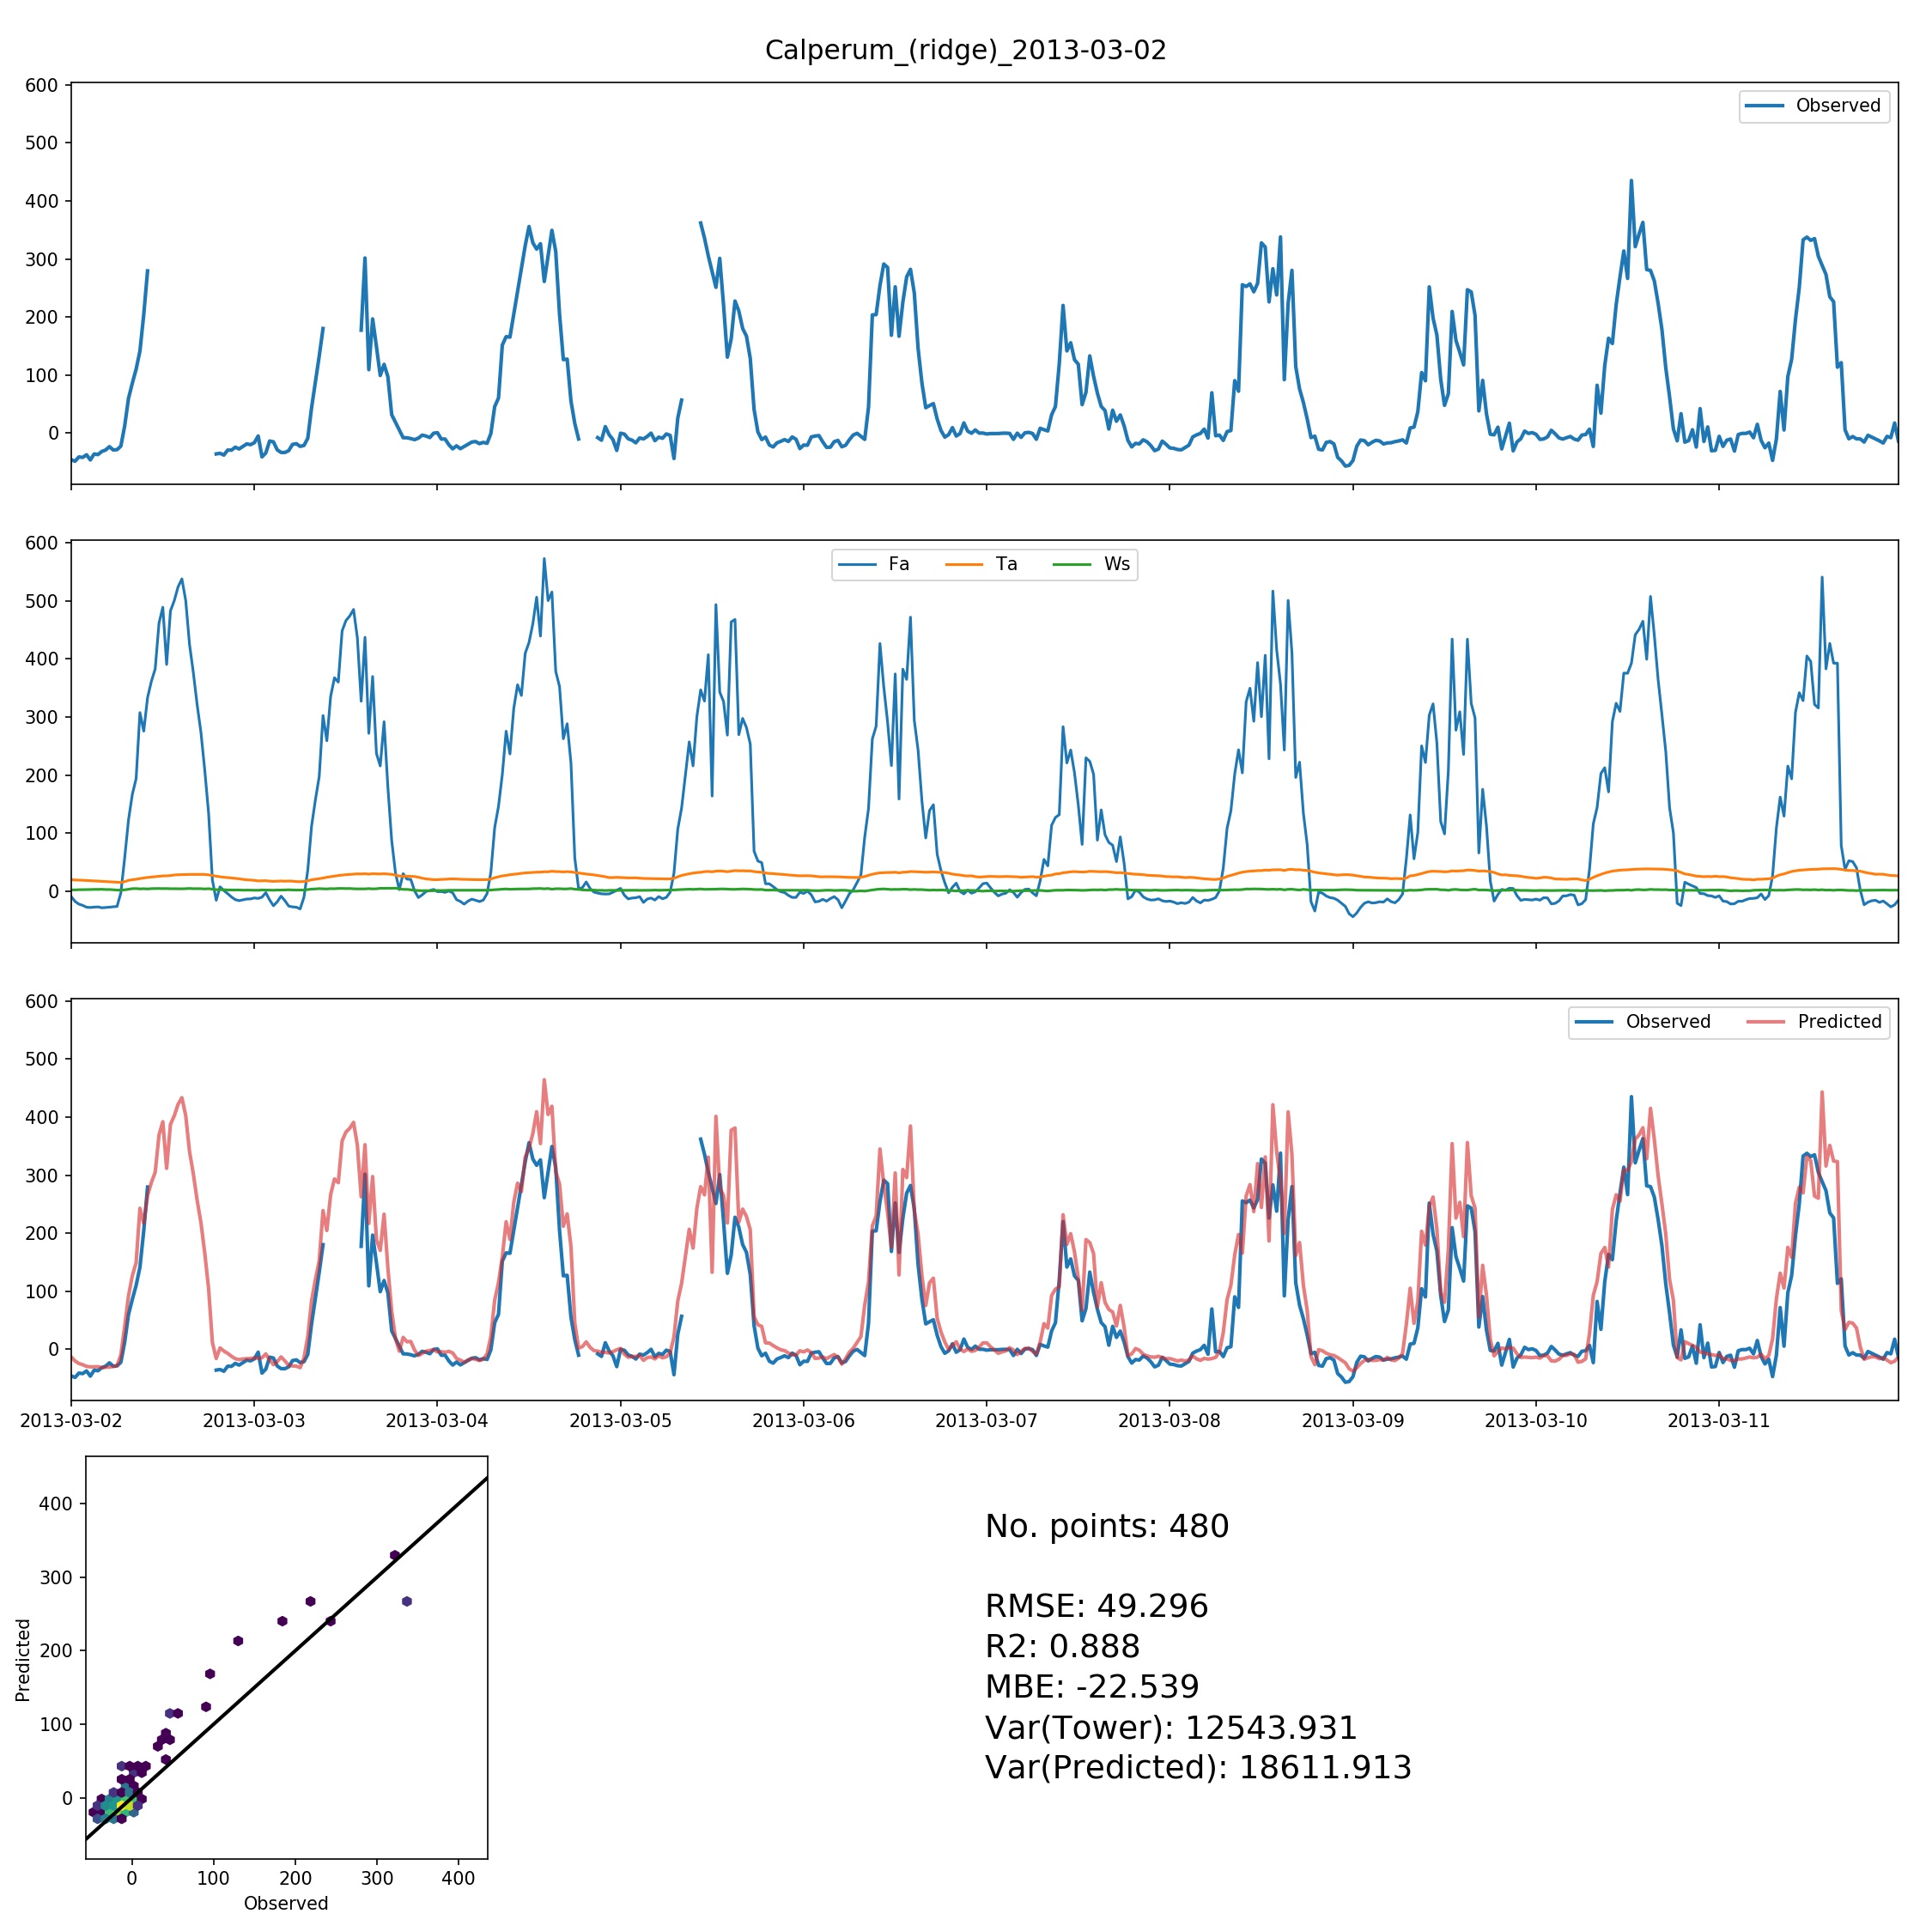 Calperum_(ridge)_2013-03-02
600
500
400
300
200
100
0
Observed
600
500
400
300
200
100
0
Fa Ta Ws
600
500
400
300
200
100
0
Observed Predicted
2013-03-02 2013-03-03 2013-03-04 2013-03-05 2013-03-06 2013-03-07 2013-03-08 2013-03-09 2013-03-10 2013-03-11
400
300
200
100
0
Predicted
0 100 200 300 400
Observed
No. points: 480
RMSE: 49.296
R2: 0.888
MBE: -22.539
Var(Tower): 12543.931
Var(Predicted): 18611.913